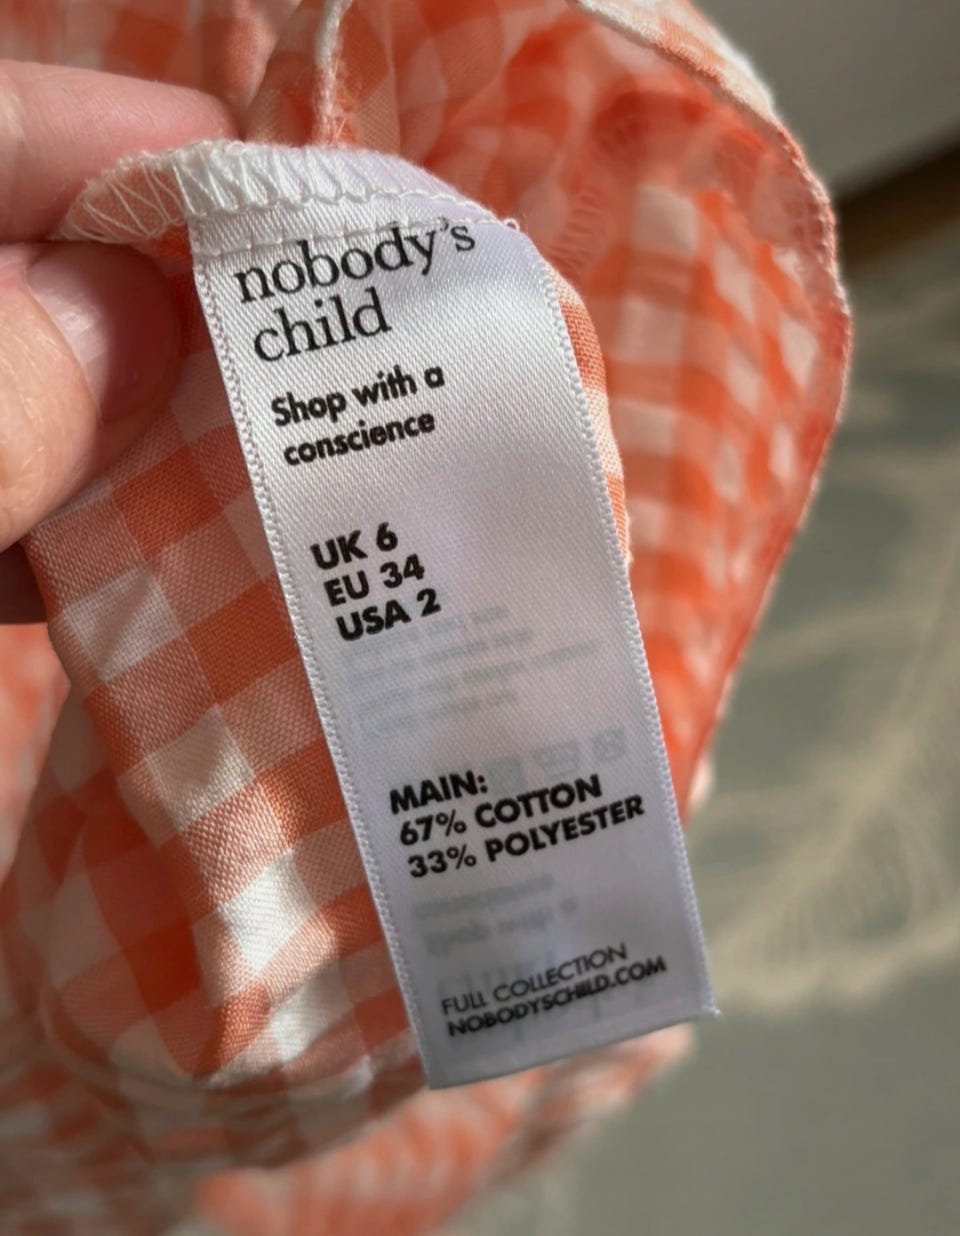 nobody's
child
Shop with a
conscience
UK 6
EU 34
USA 2
MAIN:
67% COTTON
33% POLYESTER
FULL COLLECTION
NOBODYSCHILD.COM